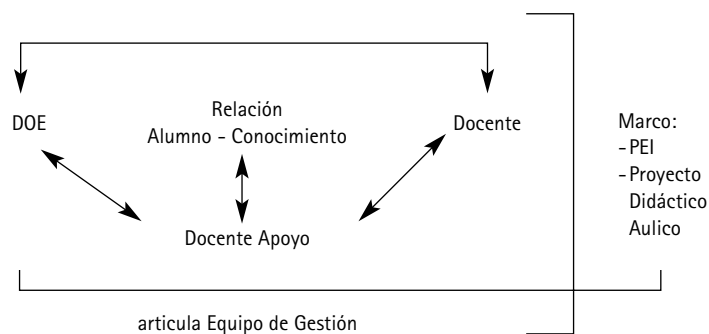 DOE
Relación
Alumno - Conocimiento
Docente
Docente Apoyo
articula Equipo de Gestión
Marco:
- PEI
- Proyecto
Didáctico
Aulico